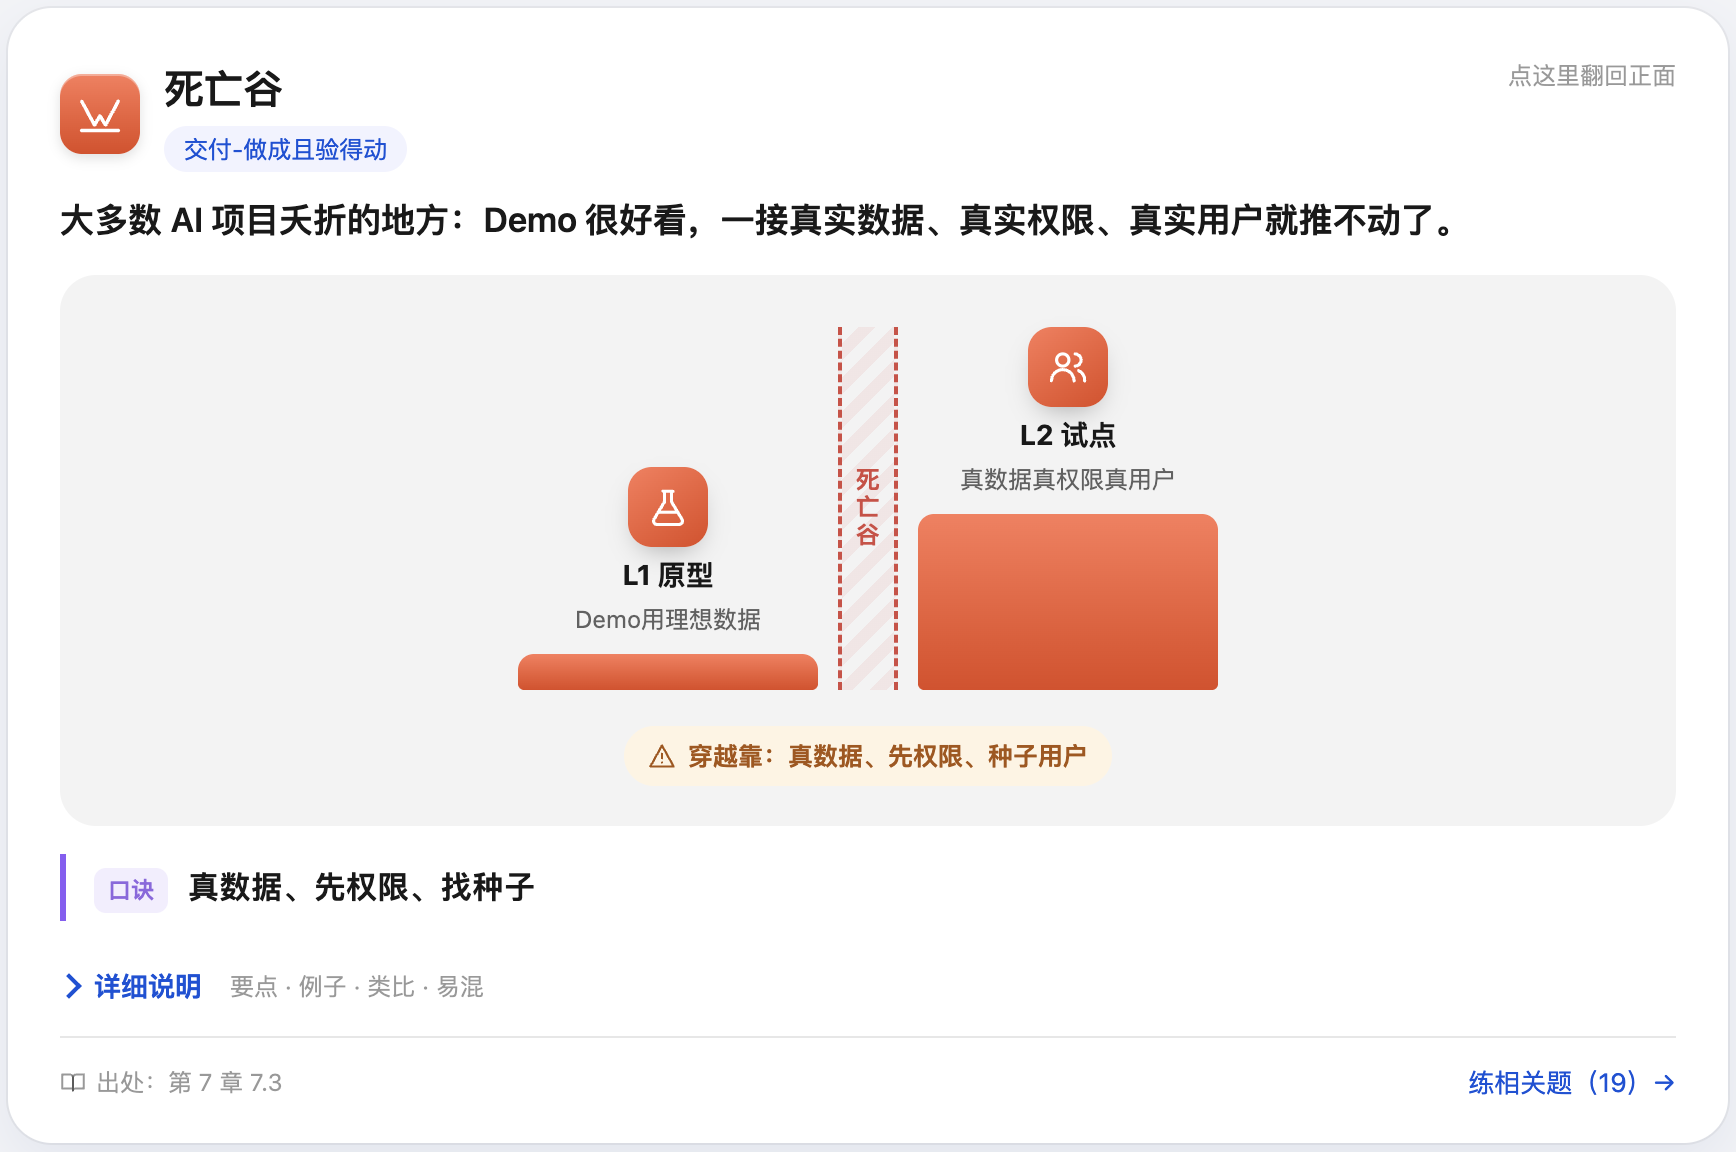 死亡谷
点这里翻回正面
交付-做成且验得动
大多数 AI 项目夭折的地方：Demo 很好看，一接真实数据、真实权限、真实用户就推不动了。
L1 原型
Demo用理想数据
死亡谷
L2 试点
真数据真权限真用户
穿越靠：真数据、先权限、种子用户
口诀 真数据、先权限、找种子
详细说明 要点 · 例子 · 类比 · 易混
出处：第 7 章 7.3
练相关题（19）→